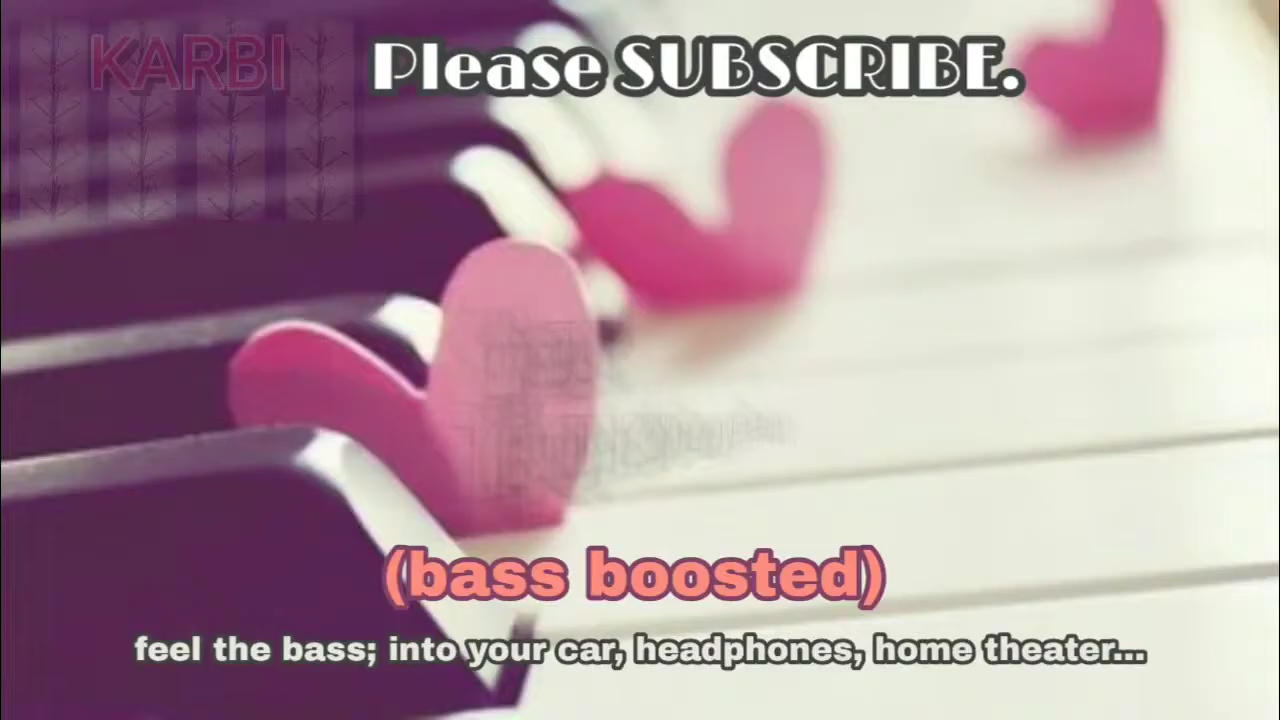 KARBI
Please SUBSCRIBE.
(bass boosted)
feel the bass; into your car, headphones, home theater...